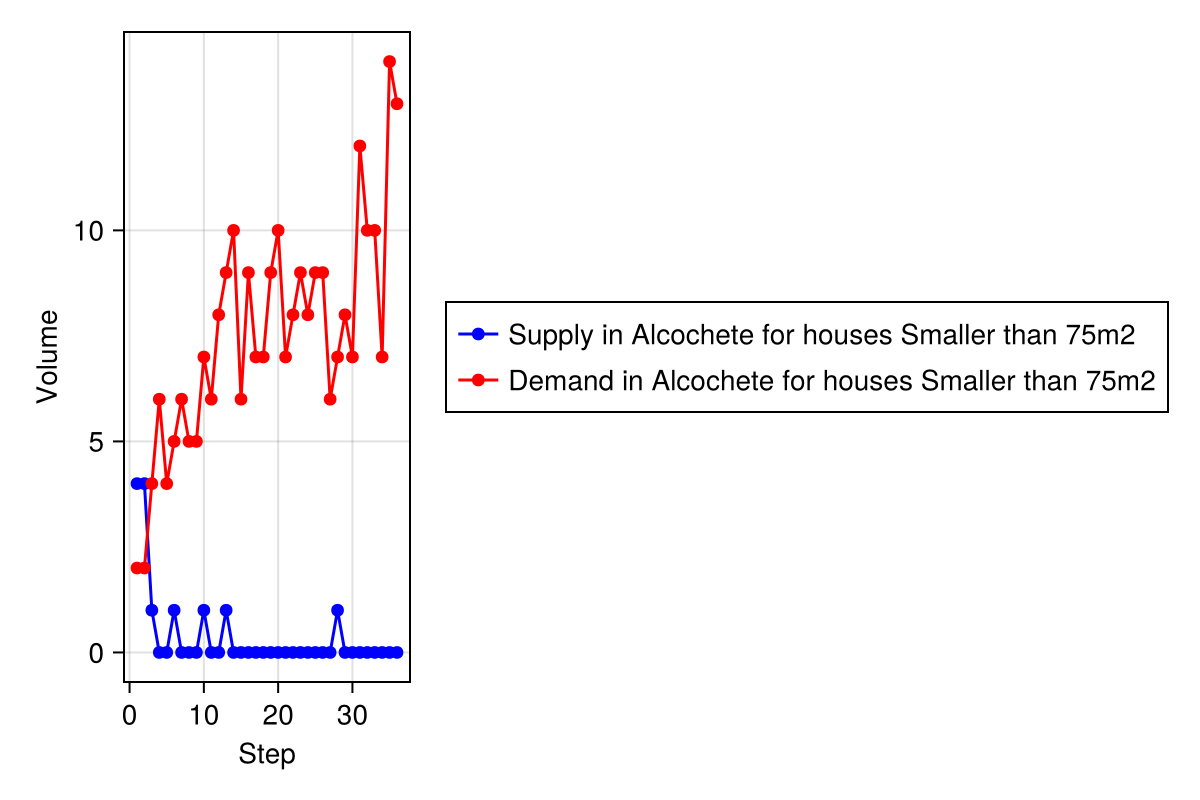 Volume
10
5
0
0 10 20 30
Step
Supply in Alcochete for houses Smaller than 75m2
Demand in Alcochete for houses Smaller than 75m2